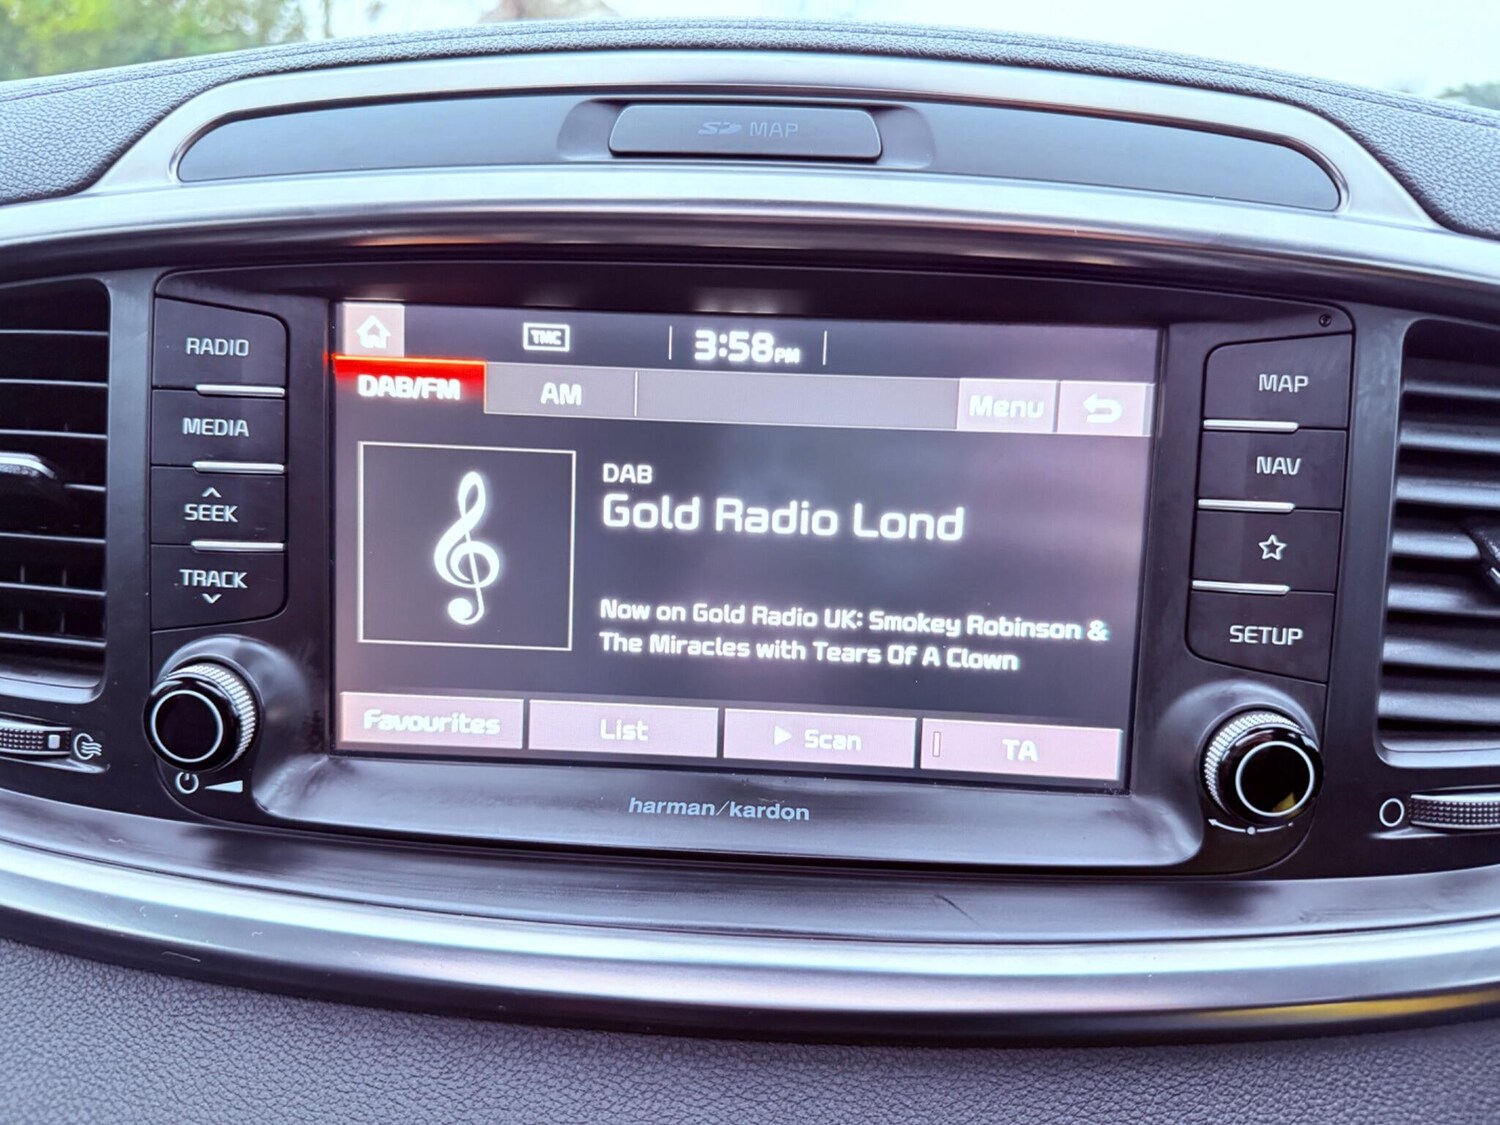 SD MAP
RADIO
MEDIA
SEEK
TRACK
TMC
3:58PM
DAB/FM
AM
Menu
DAB
Gold Radio Lond
Now on Gold Radio UK: Smokey Robinson &
The Miracles with Tears Of A Clown
Favourites
List
Scan
TA
harman/kardon
MAP
NAV
SETUP